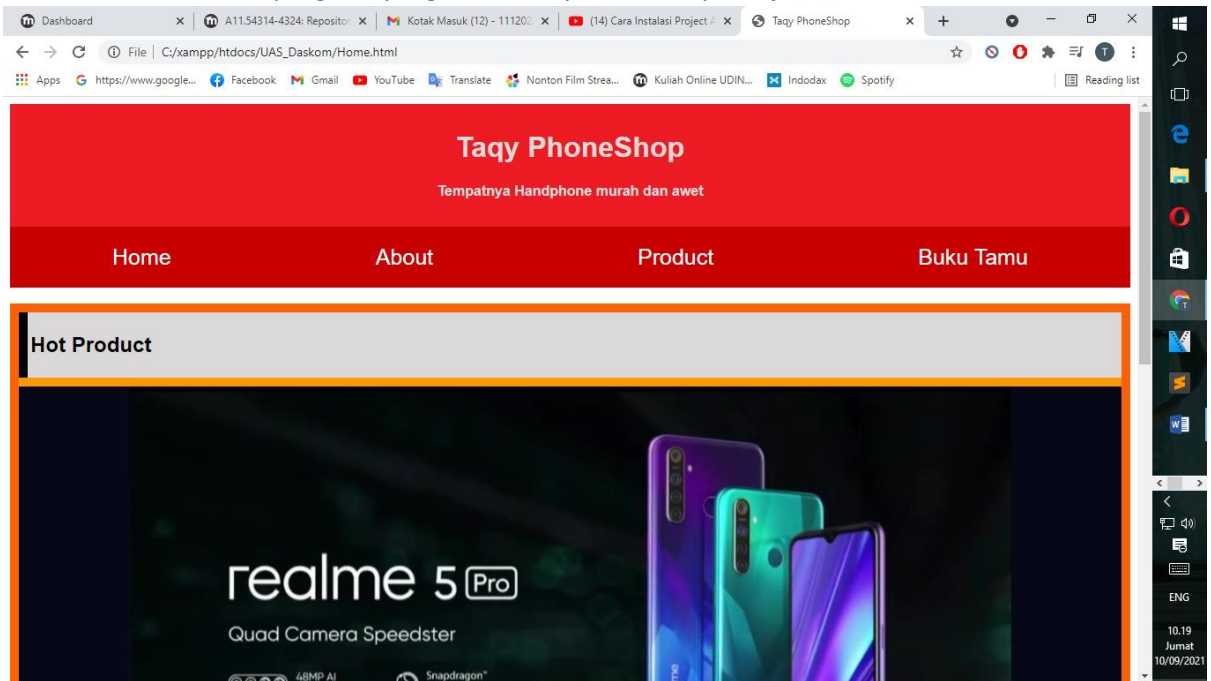 Dashboard
A11.54314-4324: Repositor
Kotak Masuk (12) - 111202
(14) Cara Instalasi Project A
Taqy PhoneShop
File | C:/xampp/htdocs/UAS_Daskom/Home.html
Apps
https://www.google...
Facebook
Gmail
YouTube
Translate
Nonton Film Strea...
Kuliah Online UDIN...
Indodax
Spotify
Reading list
Taqy PhoneShop
Tempatnya Handphone murah dan awet
Home
About
Product
Buku Tamu
Hot Product
realme 5 Pro
Quad Camera Speedster
48MP AI
Snapdragon™
ENG
10.19
Jumat
10/09/2021